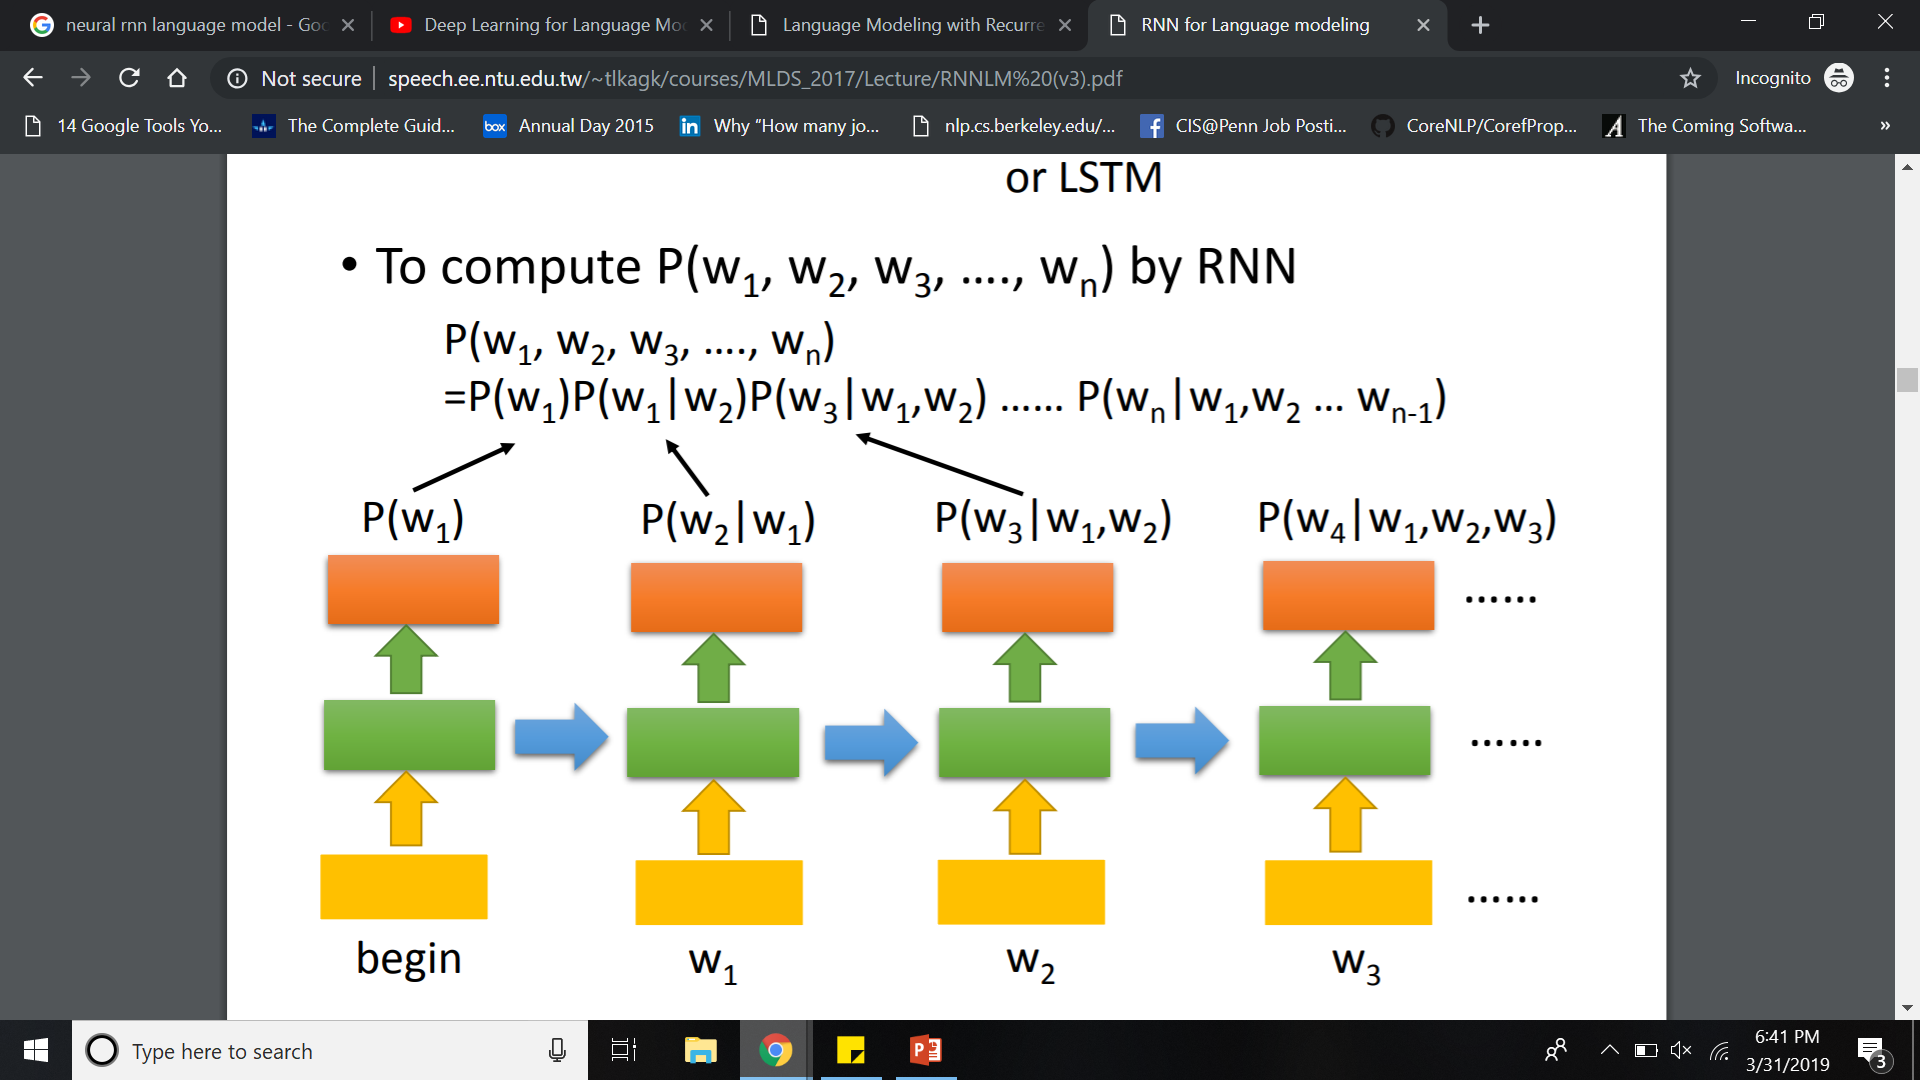 neural rnn language model - Goo
Deep Learning for Language Mo
Language Modeling with Recurre
RNN for Language modeling
Not secure | speech.ee.ntu.edu.tw/~tlkagk/courses/MLDS_2017/Lecture/RNNLM%20(v3).pdf
Incognito
14 Google Tools Yo...
The Complete Guid...
box Annual Day 2015
in Why "How many jo...
nlp.cs.berkeley.edu/...
f CIS@Penn Job Posti...
CoreNLP/CorefProp...
A The Coming Softwa...
»
or LSTM
• To compute P(w1, w2, w3, ...., wn) by RNN
P(w1, w2, w3, ...., wn)
=P(w1)P(w1|w2)P(w3|w1,w2) ...... P(wn|w1,w2 ... wn-1)
P(w1) P(w2|w1) P(w3|w1,w2) P(w4|w1,w2,w3)
......
......
......
begin w1 w2 w3
Type here to search
6:41 PM
3/31/2019
3